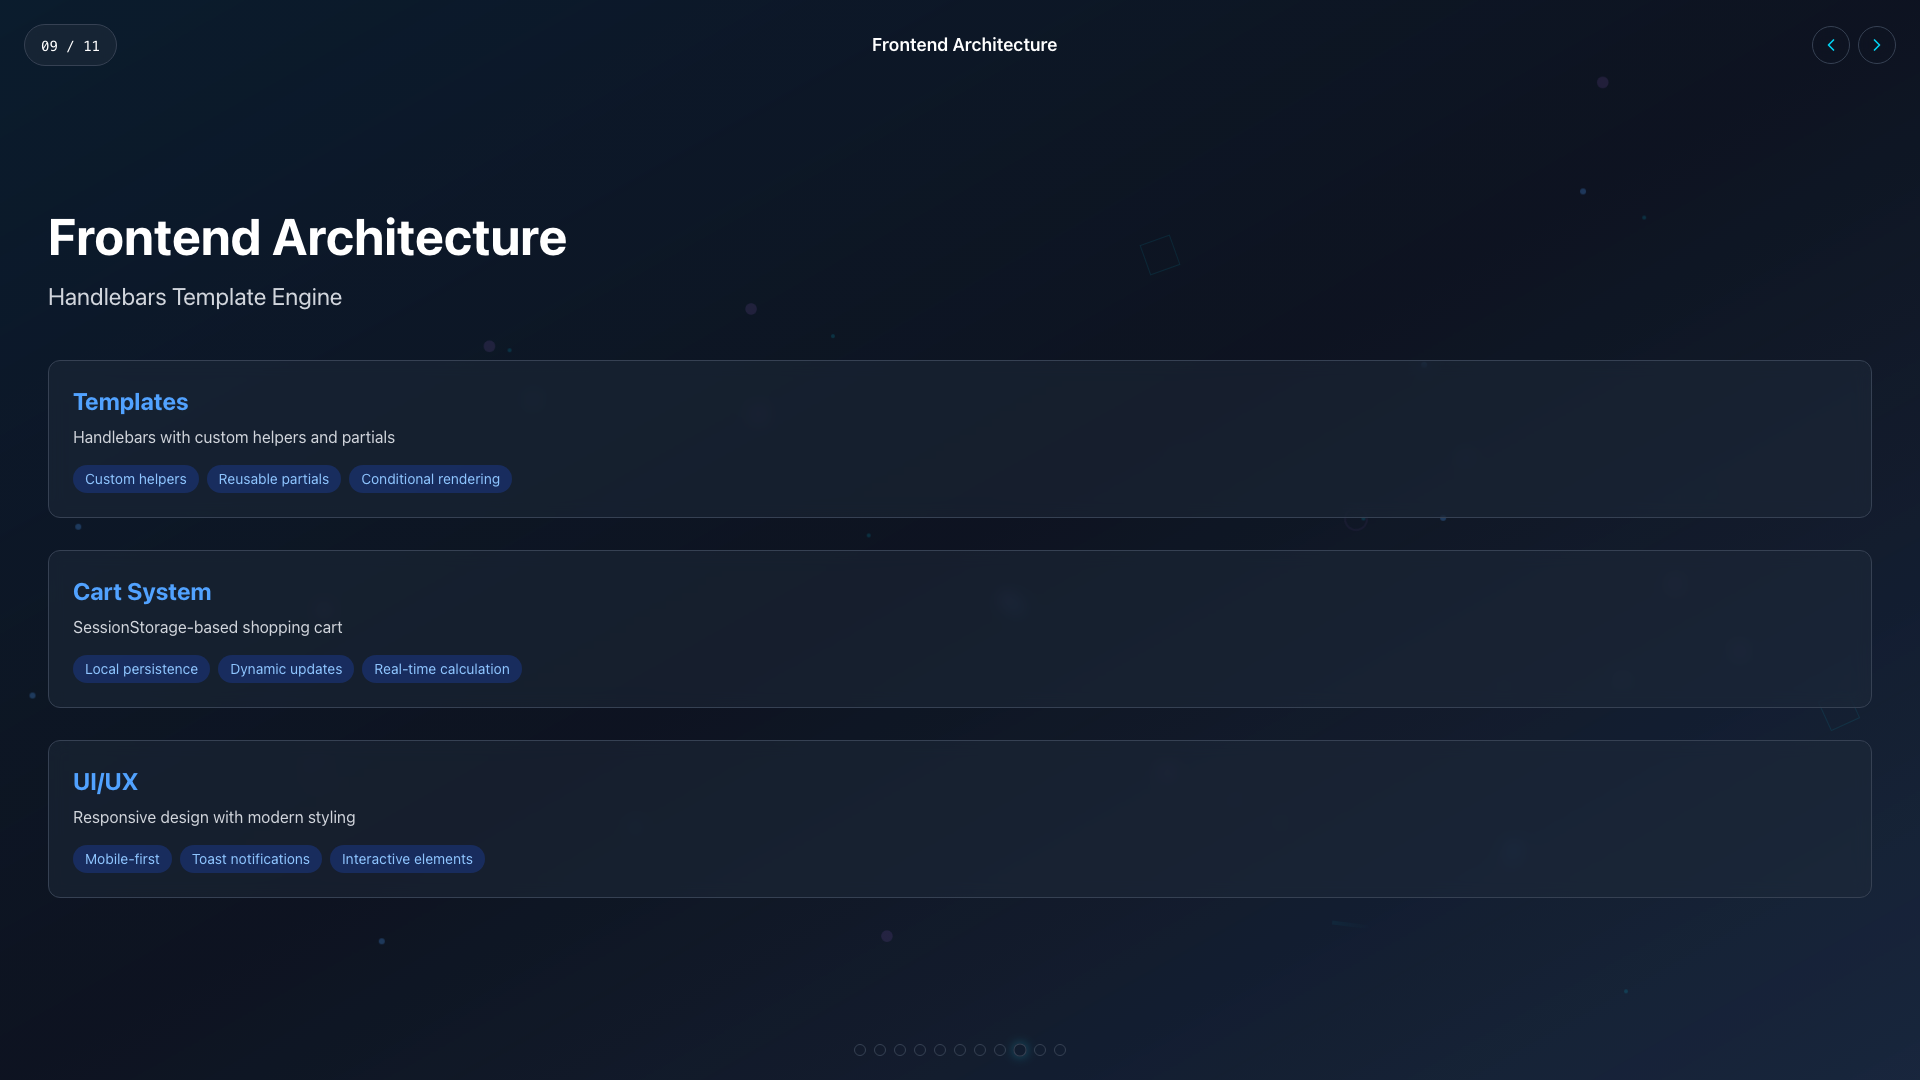 09 / 11
Frontend Architecture
Frontend Architecture
Handlebars Template Engine
Templates
Handlebars with custom helpers and partials
Custom helpers Reusable partials Conditional rendering
Cart System
SessionStorage-based shopping cart
Local persistence Dynamic updates Real-time calculation
UI/UX
Responsive design with modern styling
Mobile-first Toast notifications Interactive elements